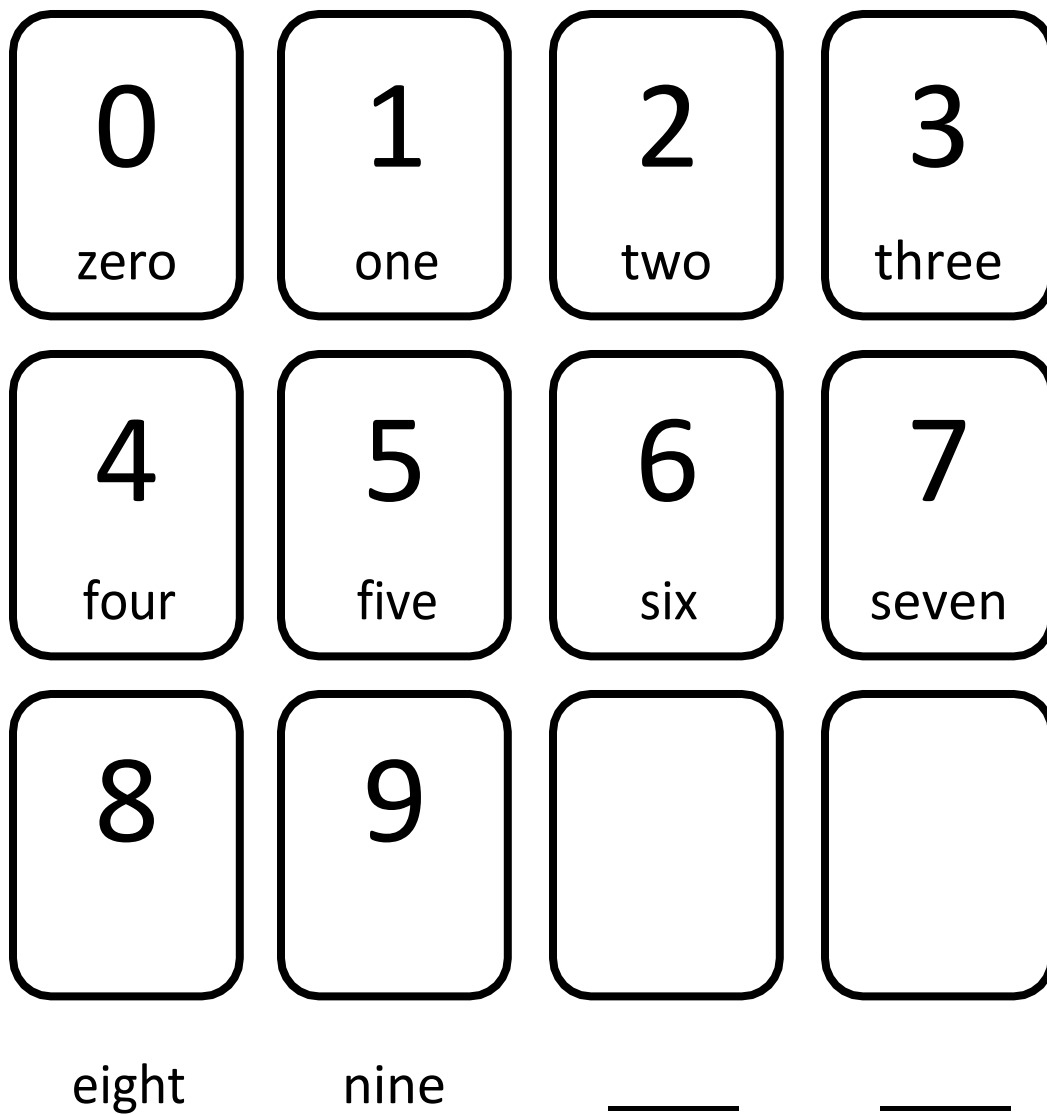 0 1 2 3
zero one two three
4 5 6 7
four five six seven
8 9
eight nine